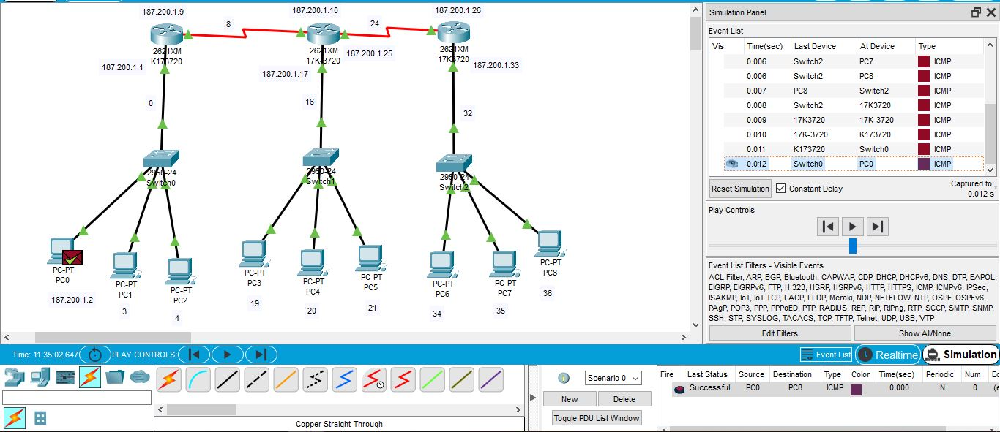 187.200.1.9
187.200.1.10
187.200.1.26
8
24
2621XM
K173720
2621XM
17K-3720
2621XM
17K3720
187.200.1.25
187.200.1.1
187.200.1.17
187.200.1.33
0
16
32
2950-24
Switch0
2950-24
Switch1
2950-24
Switch2
PC-PT
PC0
PC-PT
PC1
PC-PT
PC2
PC-PT
PC3
PC-PT
PC4
PC-PT
PC5
PC-PT
PC6
PC-PT
PC7
PC-PT
PC8
187.200.1.2
3
4
19
20
21
34
35
36
Simulation Panel
Event List
Vis. Time(sec) Last Device At Device Type
0.006 Switch2 PC7 ICMP
0.006 Switch2 PC8 ICMP
0.007 PC8 Switch2 ICMP
0.008 Switch2 17K3720 ICMP
0.009 17K3720 17K-3720 ICMP
0.010 17K-3720 K173720 ICMP
0.011 K173720 Switch0 ICMP
0.012 Switch0 PC0 ICMP
Reset Simulation Constant Delay Captured to:
0.012 s
Play Controls
Event List Filters - Visible Events
ACL Filter, ARP, BGP, Bluetooth, CAPWAP, CDP, DHCP, DHCPv6, DNS, DTP, EAPOL,
EIGRP, EIGRPv6, FTP, H.323, HSRP, HSRPv6, HTTP, HTTPS, ICMP, ICMPv6, IPSec,
ISAKMP, IoT, IoT TCP, LACP, LLDP, Meraki, NDP, NETFLOW, NTP, OSPF, OSPFv6,
PAgP, POP3, PPP, PPPoED, PTP, RADIUS, REP, RIP, RIPng, RTP, SCCP, SMTP, SNMP,
SSH, STP, SYSLOG, TACACS, TCP, TFTP, Telnet, UDP, USB, VTP
Edit Filters Show All/None
Time: 11:35:02.647 PLAY CONTROLS: Event List Realtime Simulation
Copper Straight-Through
Scenario 0
New Delete
Toggle PDU List Window
Fire Last Status Source Destination Type Color Time(sec) Periodic Num Ec
Successful PC0 PC8 ICMP 0.000 N 0 (e